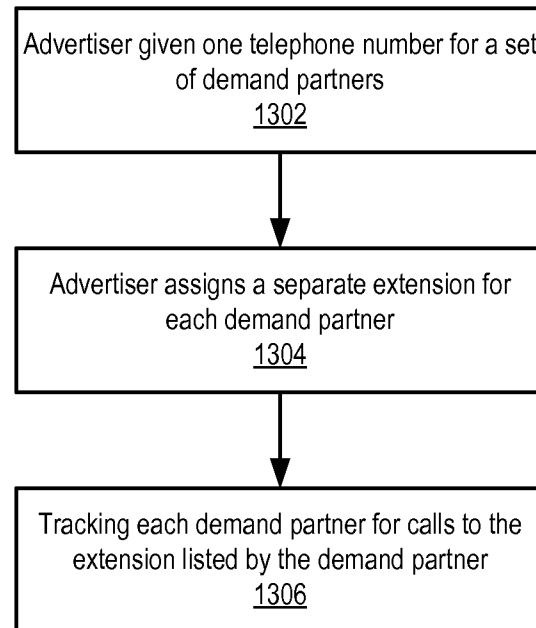 Advertiser given one telephone number for a set
of demand partners
1302
Advertiser assigns a separate extension for
each demand partner
1304
Tracking each demand partner for calls to the
extension listed by the demand partner
1306